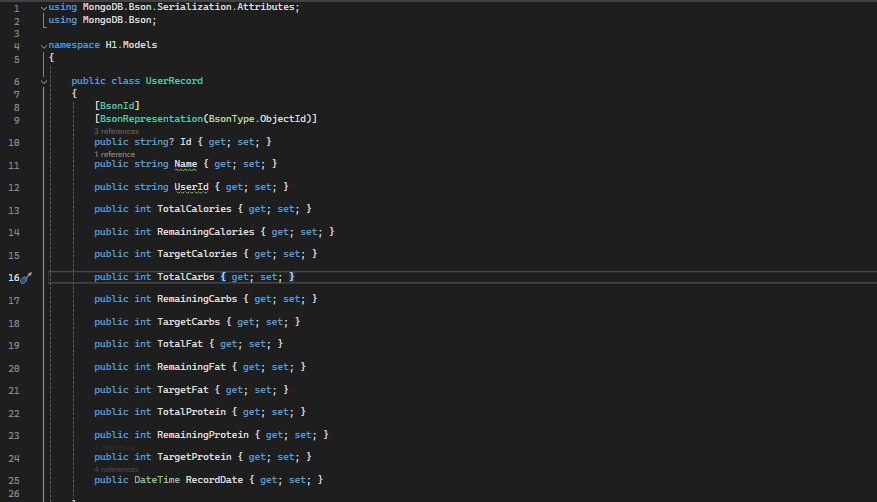 1 using MongoDB.Bson.Serialization.Attributes;
2 using MongoDB.Bson;
3
4 namespace H1.Models
5 {
6 public class UserRecord
7 {
8 [BsonId]
9 [BsonRepresentation(BsonType.ObjectId)]
3 references
10 public string? Id { get; set; }
1 reference
11 public string Name { get; set; }
12 public string UserId { get; set; }
13 public int TotalCalories { get; set; }
14 public int RemainingCalories { get; set; }
15 public int TargetCalories { get; set; }
16 public int TotalCarbs { get; set; }
17 public int RemainingCarbs { get; set; }
18 public int TargetCarbs { get; set; }
19 public int TotalFat { get; set; }
20 public int RemainingFat { get; set; }
21 public int TargetFat { get; set; }
22 public int TotalProtein { get; set; }
23 public int RemainingProtein { get; set; }
1 reference
24 public int TargetProtein { get; set; }
4 references
25 public DateTime RecordDate { get; set; }
26